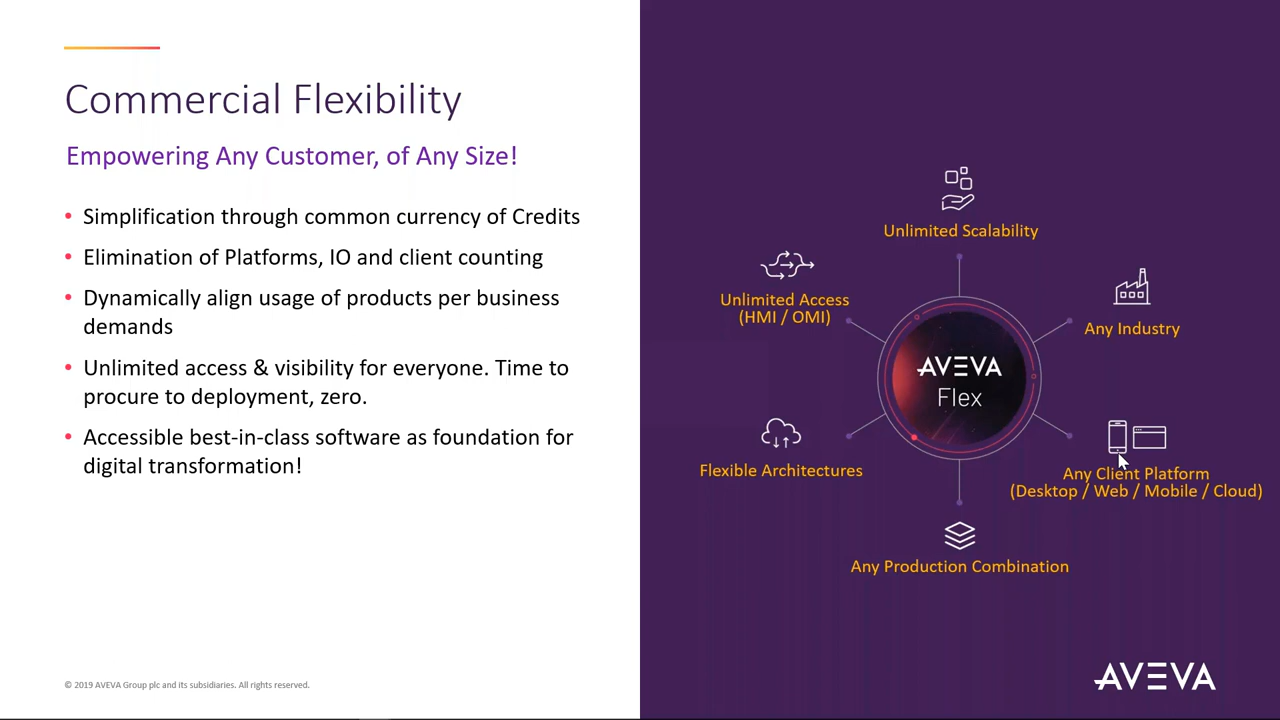 Commercial Flexibility
Empowering Any Customer, of Any Size!
• Simplification through common currency of Credits
• Elimination of Platforms, IO and client counting
• Dynamically align usage of products per business
demands
• Unlimited access & visibility for everyone. Time to
procure to deployment, zero.
• Accessible best-in-class software as foundation for
digital transformation!
© 2019 AVEVA Group plc and its subsidiaries. All rights reserved.
Unlimited Scalability
Unlimited Access
(HMI / OMI)
Any Industry
AVEVA
Flex
Flexible Architectures
Any Client Platform
(Desktop / Web / Mobile / Cloud)
Any Production Combination
AVEVA